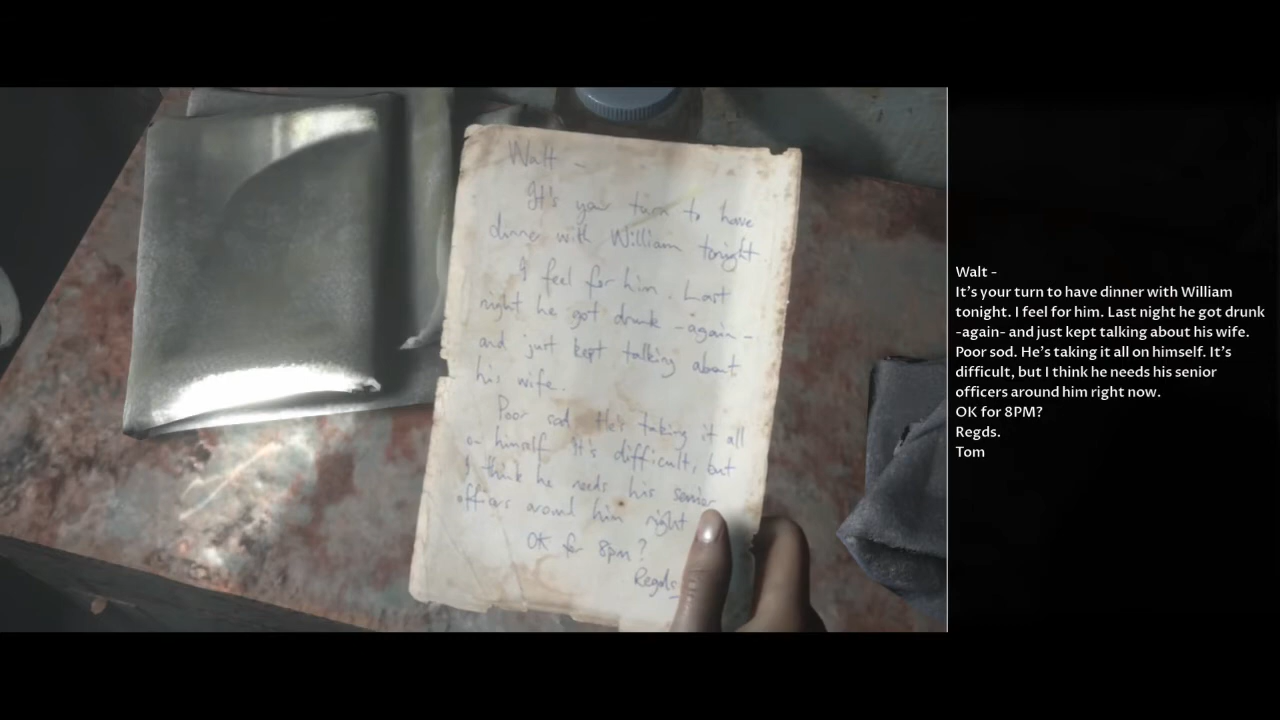 Walt -
It's your turn to have
dinner with William tonight
I feel for him. Last
night he got drunk -again-
and just kept talking about
his wife.
Poor sod. He's taking it all
on himself. It's difficult, but
I think he needs his senior
officers around him right
OK for 8pm?
Regds
Walt -
It's your turn to have dinner with William
tonight. I feel for him. Last night he got drunk
-again- and just kept talking about his wife.
Poor sod. He's taking it all on himself. It's
difficult, but I think he needs his senior
officers around him right now.
OK for 8PM?
Regds.
Tom